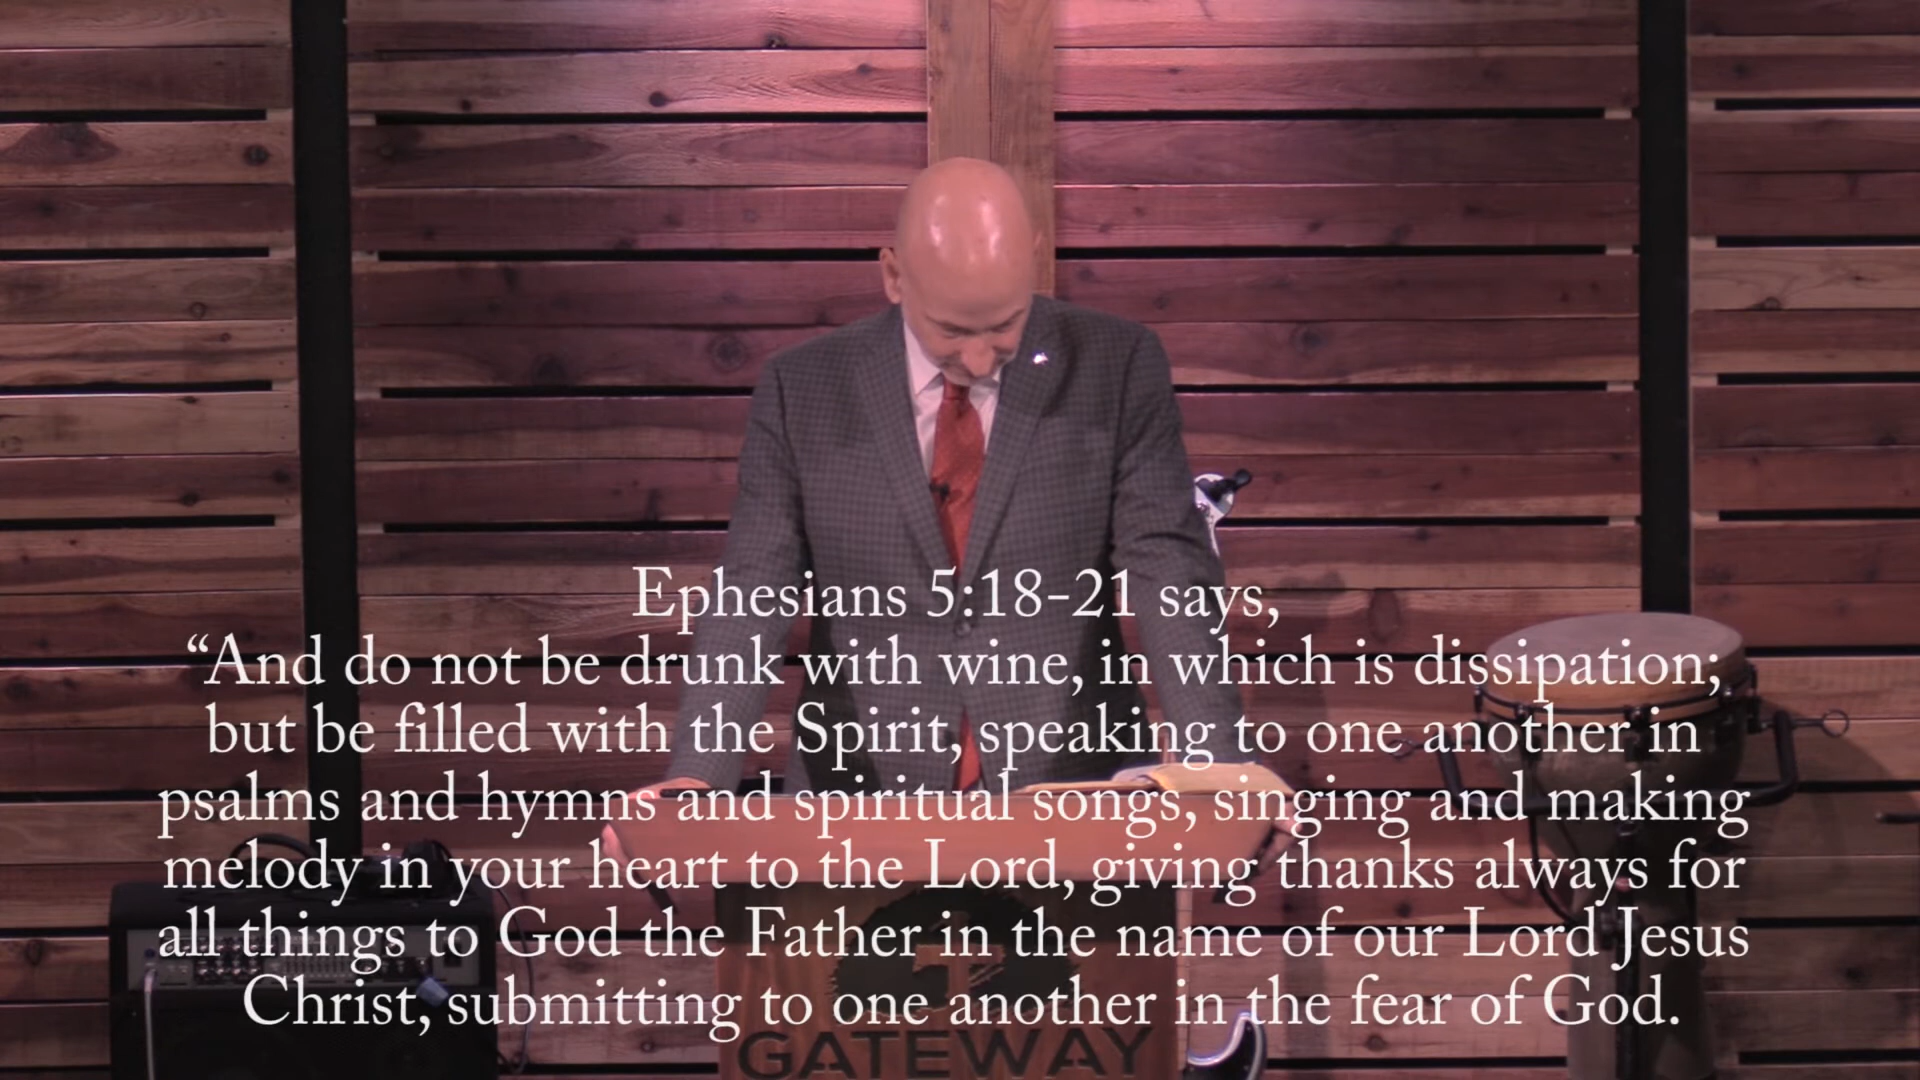 Ephesians 5:18-21 says,
“And do not be drunk with wine, in which is dissipation;
but be filled with the Spirit, speaking to one another in
psalms and hymns and spiritual songs, singing and making
melody in your heart to the Lord, giving thanks always for
all things to God the Father in the name of our Lord Jesus
Christ, submitting to one another in the fear of God.
GATEWAY